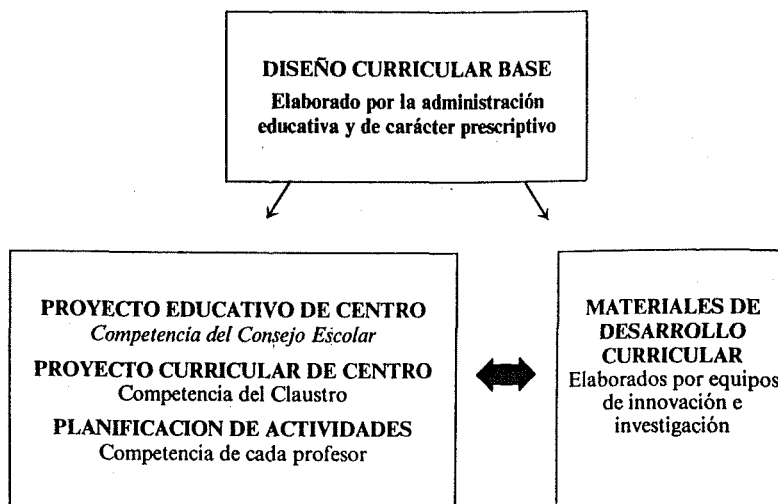 DISEÑO CURRICULAR BASE
Elaborado por la administración
educativa y de carácter prescriptivo
PROYECTO EDUCATIVO DE CENTRO
Competencia del Consejo Escolar
PROYECTO CURRICULAR DE CENTRO
Competencia del Claustro
PLANIFICACION DE ACTIVIDADES
Competencia de cada profesor
MATERIALES DE
DESARROLLO
CURRICULAR
Elaborados por equipos
de innovación e
investigación